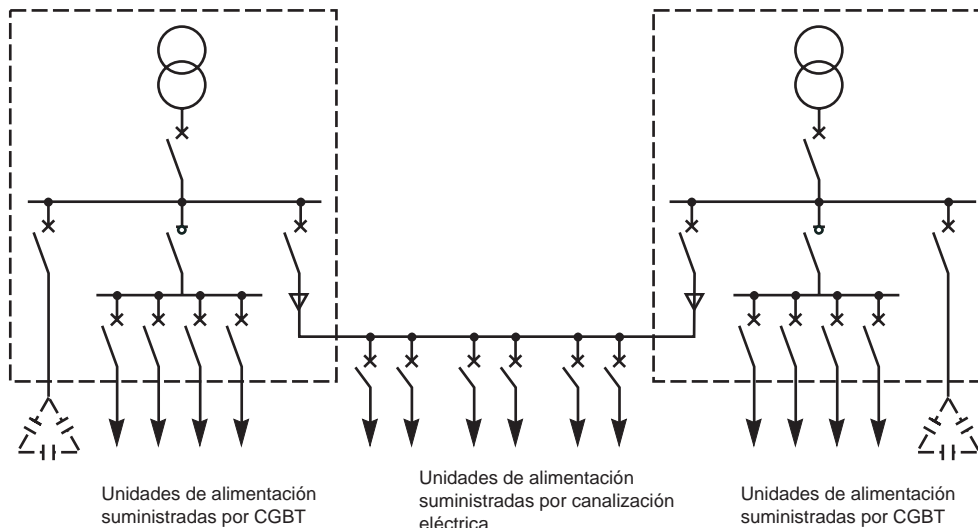 Unidades de alimentación
suministradas por CGBT
Unidades de alimentación
suministradas por canalización
eléctrica
Unidades de alimentación
suministradas por CGBT